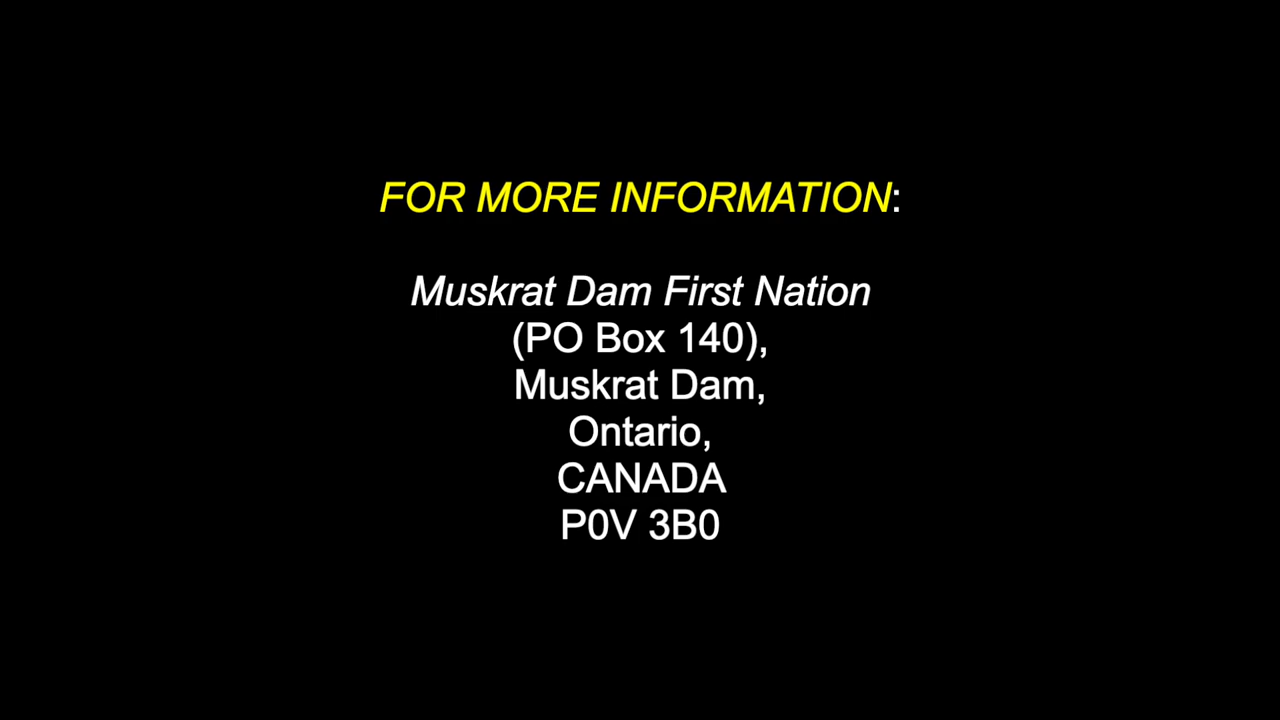 FOR MORE INFORMATION:
Muskrat Dam First Nation
(PO Box 140),
Muskrat Dam,
Ontario,
CANADA
P0V 3B0